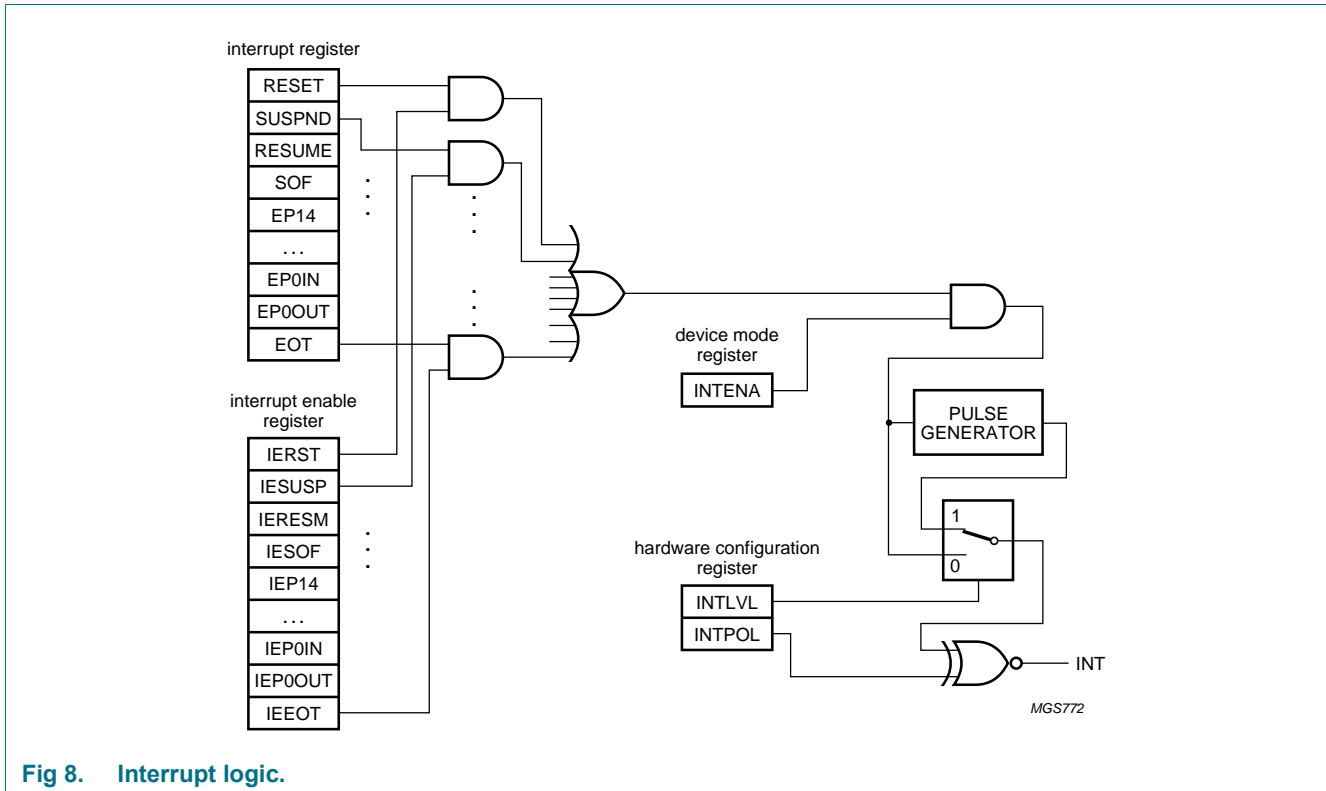 interrupt register
RESET
SUSPND
RESUME
SOF
EP14
...
EP0IN
EP0OUT
EOT
interrupt enable
register
IERST
IESUSP
IERESM
IESOF
IEP14
...
IEP0IN
IEP0OUT
IEEOT
device mode
register
INTENA
PULSE
GENERATOR
1
0
hardware configuration
register
INTLVL
INTPOL
INT
MGS772
Fig 8. Interrupt logic.